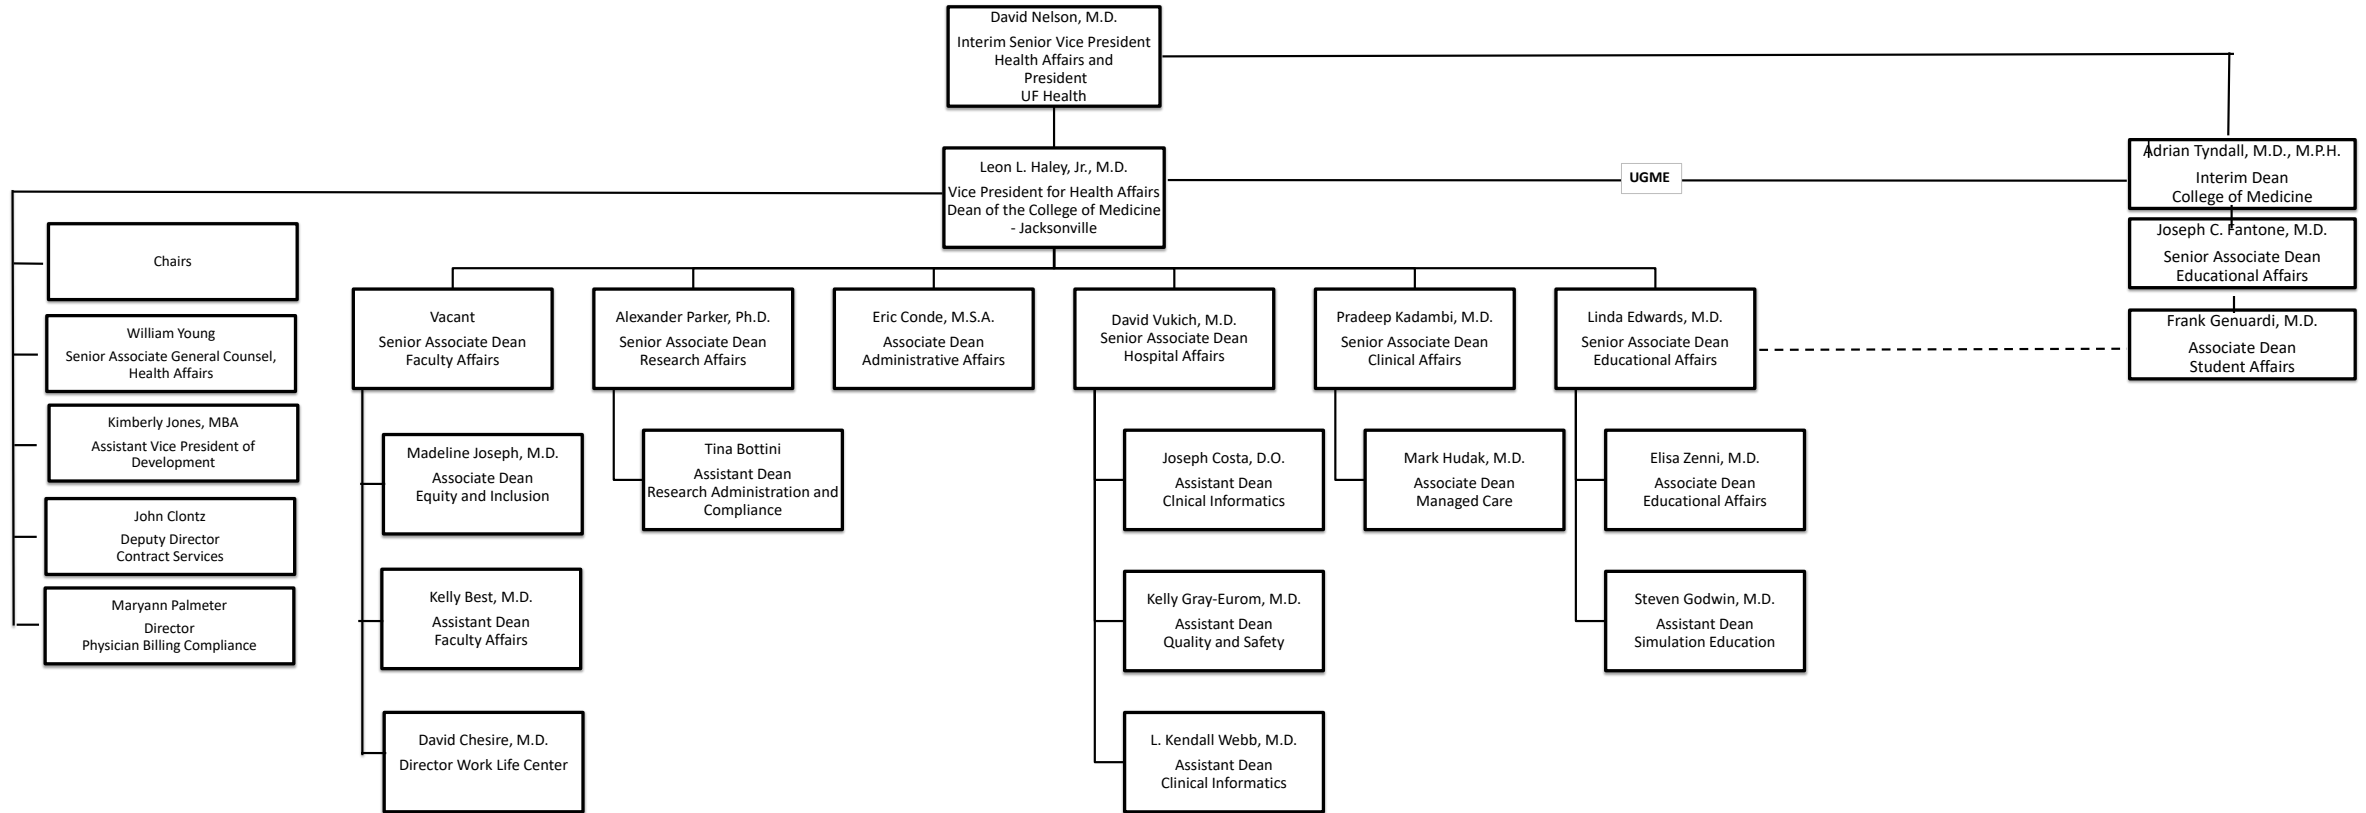 David Nelson, M.D.
Interim Senior Vice President
Health Affairs and
President
UF Health
Leon L. Haley, Jr., M.D.
Vice President for Health Affairs
Dean of the College of Medicine
- Jacksonville
UGME
Adrian Tyndall, M.D., M.P.H.
Interim Dean
College of Medicine
Joseph C. Fantone, M.D.
Senior Associate Dean
Educational Affairs
Frank Genuardi, M.D.
Associate Dean
Student Affairs
Chairs
William Young
Senior Associate General Counsel,
Health Affairs
Kimberly Jones, MBA
Assistant Vice President of
Development
John Clontz
Deputy Director
Contract Services
Maryann Palmeter
Director
Physician Billing Compliance
Vacant
Senior Associate Dean
Faculty Affairs
Madeline Joseph, M.D.
Associate Dean
Equity and Inclusion
Kelly Best, M.D.
Assistant Dean
Faculty Affairs
David Chesire, M.D.
Director Work Life Center
Alexander Parker, Ph.D.
Senior Associate Dean
Research Affairs
Tina Bottini
Assistant Dean
Research Administration and
Compliance
Eric Conde, M.S.A.
Associate Dean
Administrative Affairs
David Vukich, M.D.
Senior Associate Dean
Hospital Affairs
Joseph Costa, D.O.
Assistant Dean
Clnical Informatics
Kelly Gray-Eurom, M.D.
Assistant Dean
Quality and Safety
L. Kendall Webb, M.D.
Assistant Dean
Clinical Informatics
Pradeep Kadambi, M.D.
Senior Associate Dean
Clinical Affairs
Mark Hudak, M.D.
Associate Dean
Managed Care
Linda Edwards, M.D.
Senior Associate Dean
Educational Affairs
Elisa Zenni, M.D.
Associate Dean
Educational Affairs
Steven Godwin, M.D.
Assistant Dean
Simulation Education